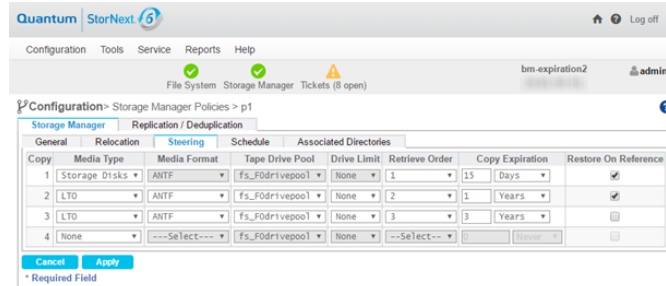 Quantum StorNext 6 Log off
Configuration Tools Service Reports Help
File System Storage Manager Tickets (8 open) bm-expiration2 admin
Configuration> Storage Manager Policies > p1
Storage Manager Replication / Deduplication
General Relocation Steering Schedule Associated Directories
Copy Media Type Media Format Tape Drive Pool Drive Limit Retrieve Order Copy Expiration Restore On Reference
1 Storage Disks ANTF fs_F0drivepool None 1 15 Days
2 LTO ANTF fs_F0drivepool None 2 1 Years
3 LTO ANTF fs_F0drivepool None 3 3 Years
4 None ---Select--- fs_F0drivepool None --Select-- 0 Never
Cancel Apply
* Required Field